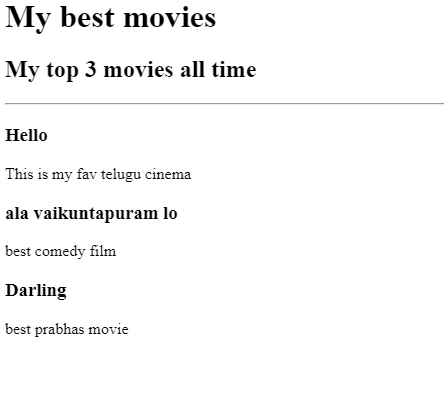 My best movies
My top 3 movies all time
Hello
This is my fav telugu cinema
ala vaikuntapuram lo
best comedy film
Darling
best prabhas movie